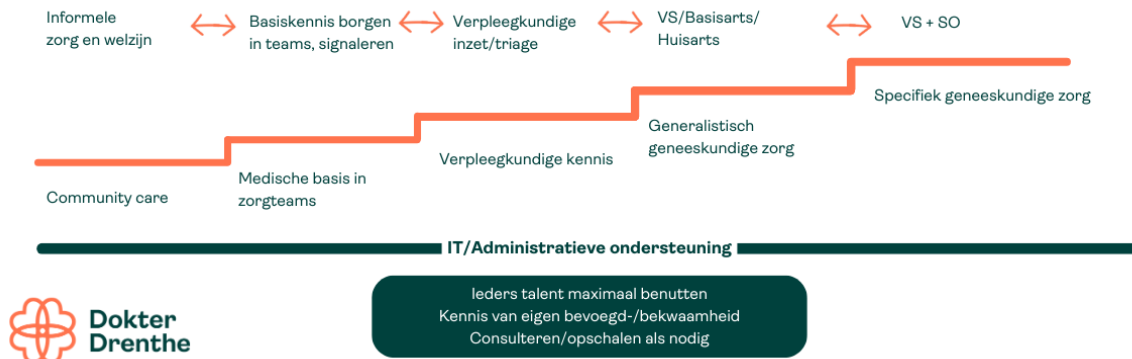 Informele
zorg en welzijn
Basiskennis borgen
in teams, signaleren
Verpleegkundige
inzet/triage
VS/Basisarts/
Huisarts
VS + SO
Community care
Medische basis in
zorgteams
Verpleegkundige kennis
Generalistisch
geneeskundige zorg
Specifiek geneeskundige zorg
IT/Administratieve ondersteuning
Ieders talent maximaal benutten
Kennis van eigen bevoegd-/bekwaamheid
Consulteren/opschalen als nodig
Dokter
Drenthe